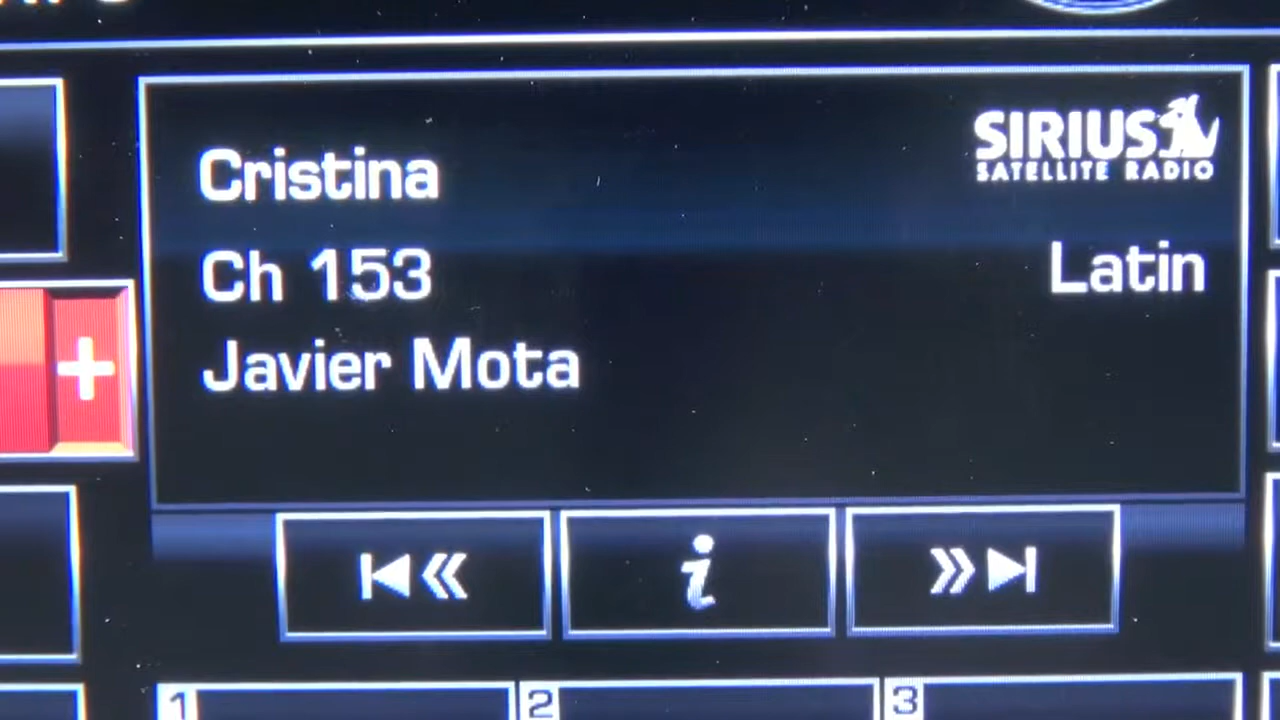 Cristina
SIRIUS
SATELLITE RADIO
Ch 153
Latin
Javier Mota
+
i
1
2
3